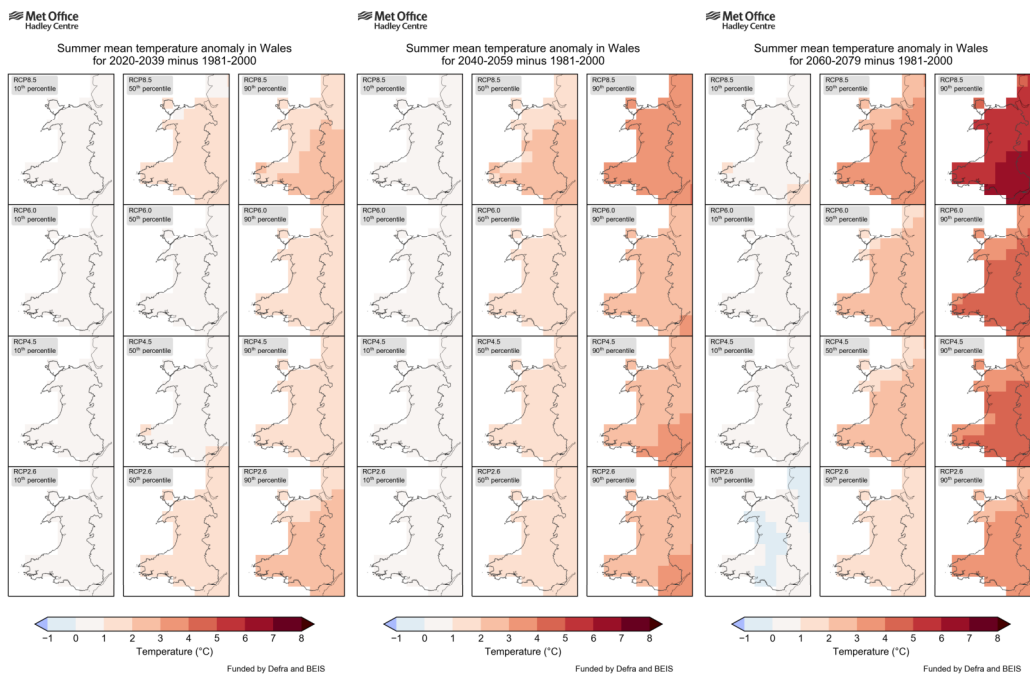 Met Office
Hadley Centre
Summer mean temperature anomaly in Wales
for 2020-2039 minus 1981-2000
RCP8.5
10th percentile
RCP8.5
50th percentile
RCP8.5
90th percentile
RCP6.0
10th percentile
RCP6.0
50th percentile
RCP6.0
90th percentile
RCP4.5
10th percentile
RCP4.5
50th percentile
RCP4.5
90th percentile
RCP2.6
10th percentile
RCP2.6
50th percentile
RCP2.6
90th percentile
−1 0 1 2 3 4 5 6 7 8
Temperature (°C)
Funded by Defra and BEIS
Met Office
Hadley Centre
Summer mean temperature anomaly in Wales
for 2040-2059 minus 1981-2000
RCP8.5
10th percentile
RCP8.5
50th percentile
RCP8.5
90th percentile
RCP6.0
10th percentile
RCP6.0
50th percentile
RCP6.0
90th percentile
RCP4.5
10th percentile
RCP4.5
50th percentile
RCP4.5
90th percentile
RCP2.6
10th percentile
RCP2.6
50th percentile
RCP2.6
90th percentile
−1 0 1 2 3 4 5 6 7 8
Temperature (°C)
Funded by Defra and BEIS
Met Office
Hadley Centre
Summer mean temperature anomaly in Wales
for 2060-2079 minus 1981-2000
RCP8.5
10th percentile
RCP8.5
50th percentile
RCP8.5
90th percentile
RCP6.0
10th percentile
RCP6.0
50th percentile
RCP6.0
90th percentile
RCP4.5
10th percentile
RCP4.5
50th percentile
RCP4.5
90th percentile
RCP2.6
10th percentile
RCP2.6
50th percentile
RCP2.6
90th percentile
−1 0 1 2 3 4 5 6 7 8
Temperature (°C)
Funded by Defra and BEIS